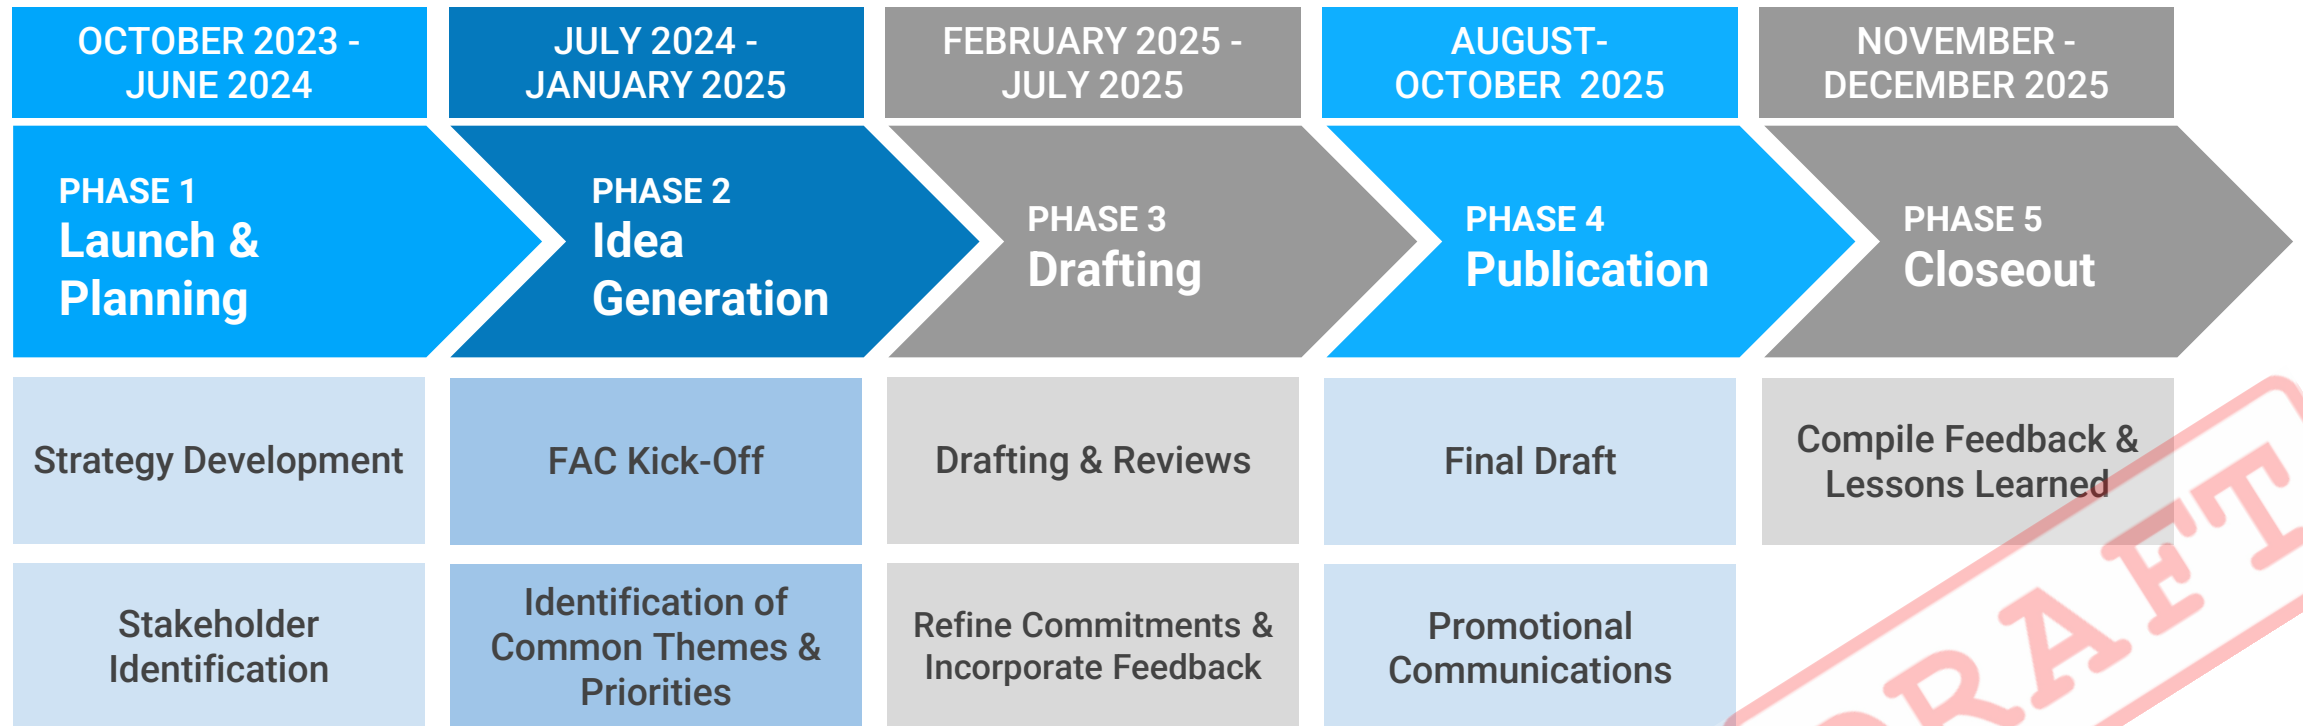 OCTOBER 2023 -
JUNE 2024
JULY 2024 -
JANUARY 2025
FEBRUARY 2025 -
JULY 2025
AUGUST-
OCTOBER 2025
NOVEMBER -
DECEMBER 2025
PHASE 1
Launch &
Planning
PHASE 2
Idea
Generation
PHASE 3
Drafting
PHASE 4
Publication
PHASE 5
Closeout
Strategy Development
FAC Kick-Off
Drafting & Reviews
Final Draft
Compile Feedback &
Lessons Learned
Stakeholder
Identification
Identification of
Common Themes &
Priorities
Refine Commitments &
Incorporate Feedback
Promotional
Communications
DRAFT